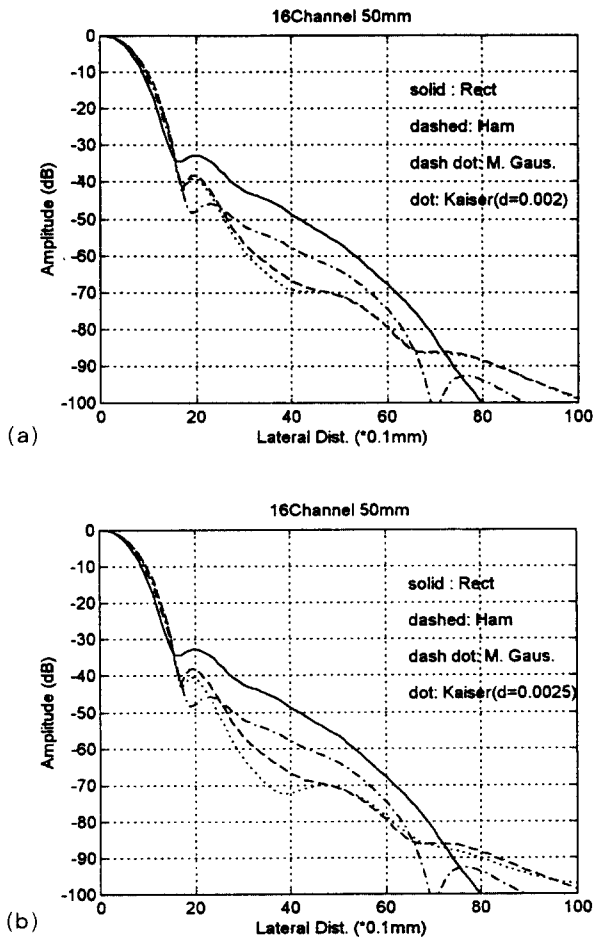 16Channel 50mm
0
-10
-20
-30
-40
-50
-60
-70
-80
-90
-100
Amplitude (dB)
solid : Rect
dashed: Ham
dash dot: M. Gaus.
dot: Kaiser(d=0.002)
0 20 40 60 80 100
Lateral Dist. (*0.1mm)
(a)
16Channel 50mm
0
-10
-20
-30
-40
-50
-60
-70
-80
-90
-100
Amplitude (dB)
solid : Rect
dashed: Ham
dash dot: M. Gaus.
dot: Kaiser(d=0.0025)
0 20 40 60 80 100
Lateral Dist. (*0.1mm)
(b)